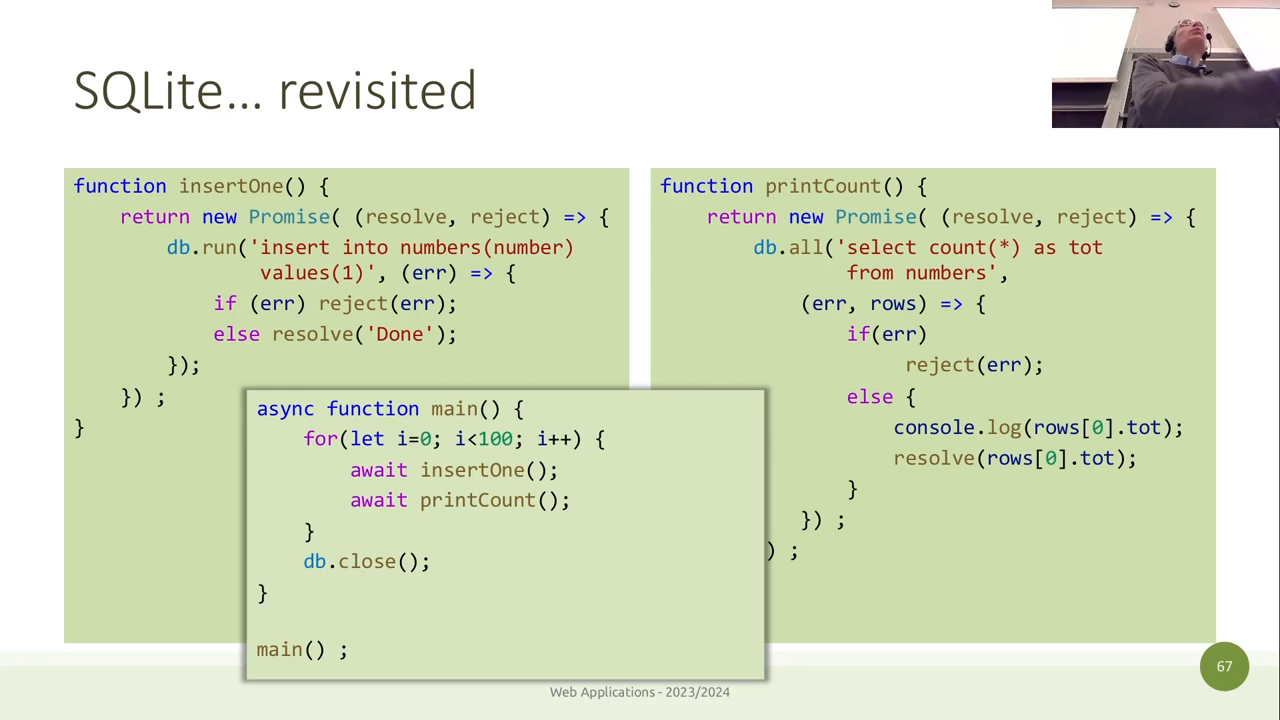 SQLite... revisited
function insertOne() {
    return new Promise( (resolve, reject) => {
        db.run('insert into numbers(number)
                values(1)', (err) => {
            if (err) reject(err);
            else resolve('Done');
        });
    }) ;
}
function printCount() {
    return new Promise( (resolve, reject) => {
        db.all('select count(*) as tot
                from numbers',
            (err, rows) => {
                if(err)
                     reject(err);
                else {
                    console.log(rows[0].tot);
                    resolve(rows[0].tot);
                }
            }) ;
         ) ;
async function main() {
    for(let i=0; i<100; i++) {
        await insertOne();
        await printCount();
    }
    db.close();
}
main() ;
Web Applications - 2023/2024
67